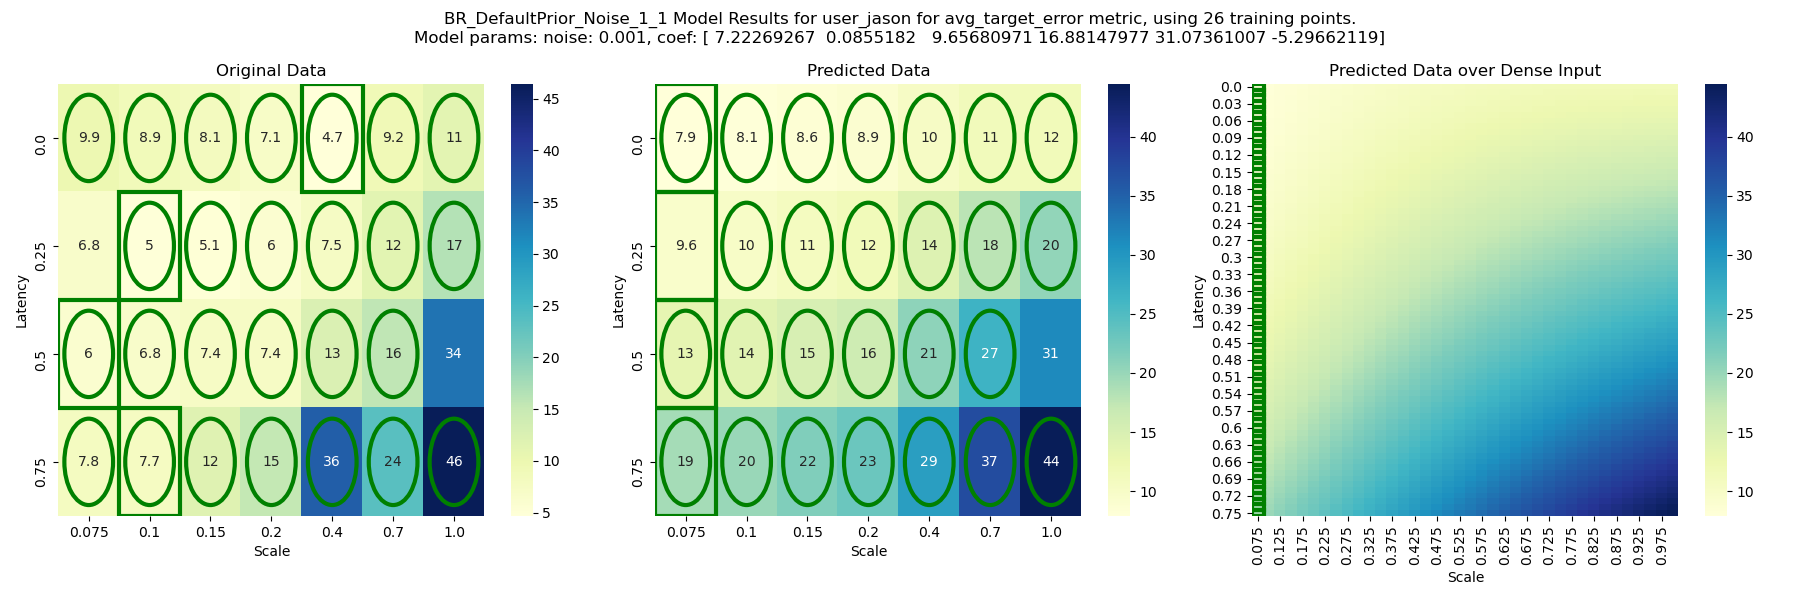 BR_DefaultPrior_Noise_1_1 Model Results for user_jason for avg_target_error metric, using 26 training points.
Model params: noise: 0.001, coef: [ 7.22269267  0.0855182   9.65680971 16.88147977 31.07361007 -5.29662119]
Original Data
Latency
0.0
9.9 8.9 8.1 7.1 4.7 9.2 11
0.25
6.8 5 5.1 6 7.5 12 17
0.5
6 6.8 7.4 7.4 13 16 34
0.75
7.8 7.7 12 15 36 24 46
0.075 0.1 0.15 0.2 0.4 0.7 1.0
Scale
45
40
35
30
25
20
15
10
5
Predicted Data
Latency
0.0
7.9 8.1 8.6 8.9 10 11 12
0.25
9.6 10 11 12 14 18 20
0.5
13 14 15 16 21 27 31
0.75
19 20 22 23 29 37 44
0.075 0.1 0.15 0.2 0.4 0.7 1.0
Scale
40
35
30
25
20
15
10
Predicted Data over Dense Input
Latency
0.0
0.03
0.06
0.09
0.12
0.15
0.18
0.21
0.24
0.27
0.3
0.33
0.36
0.39
0.42
0.45
0.48
0.51
0.54
0.57
0.6
0.63
0.66
0.69
0.72
0.75
0.075 0.125 0.175 0.225 0.275 0.325 0.375 0.425 0.475 0.525 0.575 0.625 0.675 0.725 0.775 0.825 0.875 0.925 0.975
Scale
40
35
30
25
20
15
10